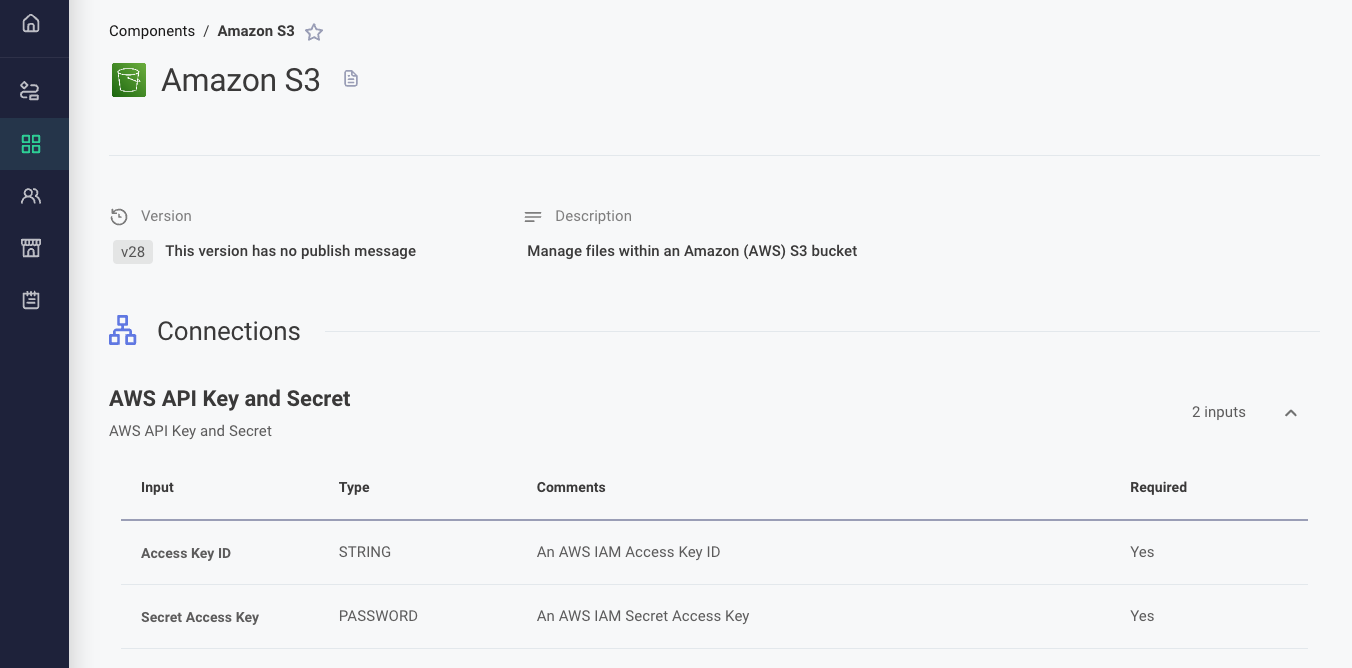 Components / Amazon S3
Amazon S3
Version
Description
v28 This version has no publish message
Manage files within an Amazon (AWS) S3 bucket
Connections
AWS API Key and Secret
AWS API Key and Secret
2 inputs
Input Type Comments Required
Access Key ID STRING An AWS IAM Access Key ID Yes
Secret Access Key PASSWORD An AWS IAM Secret Access Key Yes